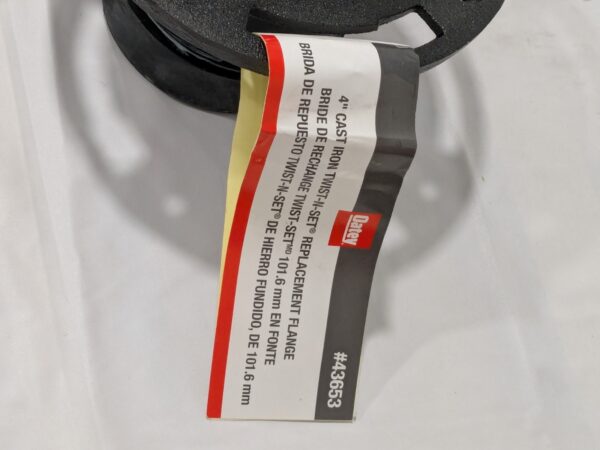 Oatey
#43653
4" CAST IRON TWIST-N-SET® REPLACEMENT FLANGE
BRIDE DE RECHANGE TWIST-SETᴹᴰ 101.6 mm EN FONTE
BRIDA DE REPUESTO TWIST-N-SET® DE HIERRO FUNDIDO, DE 101.6 mm